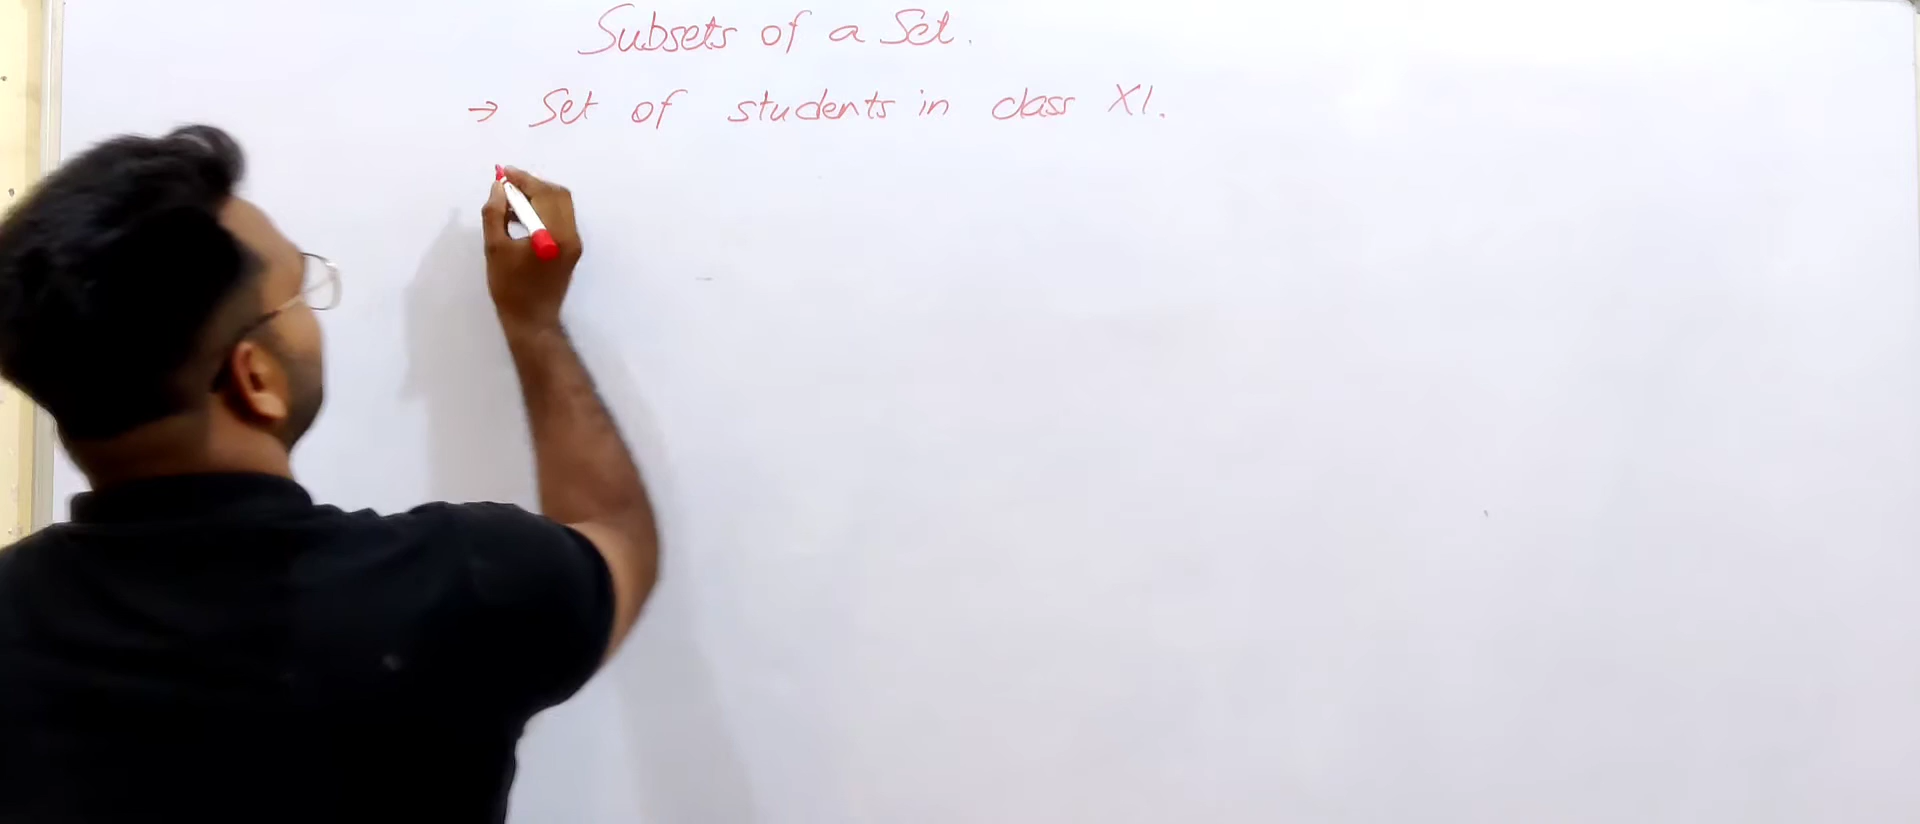 Subsets of a Set.
→ Set of students in class XI.